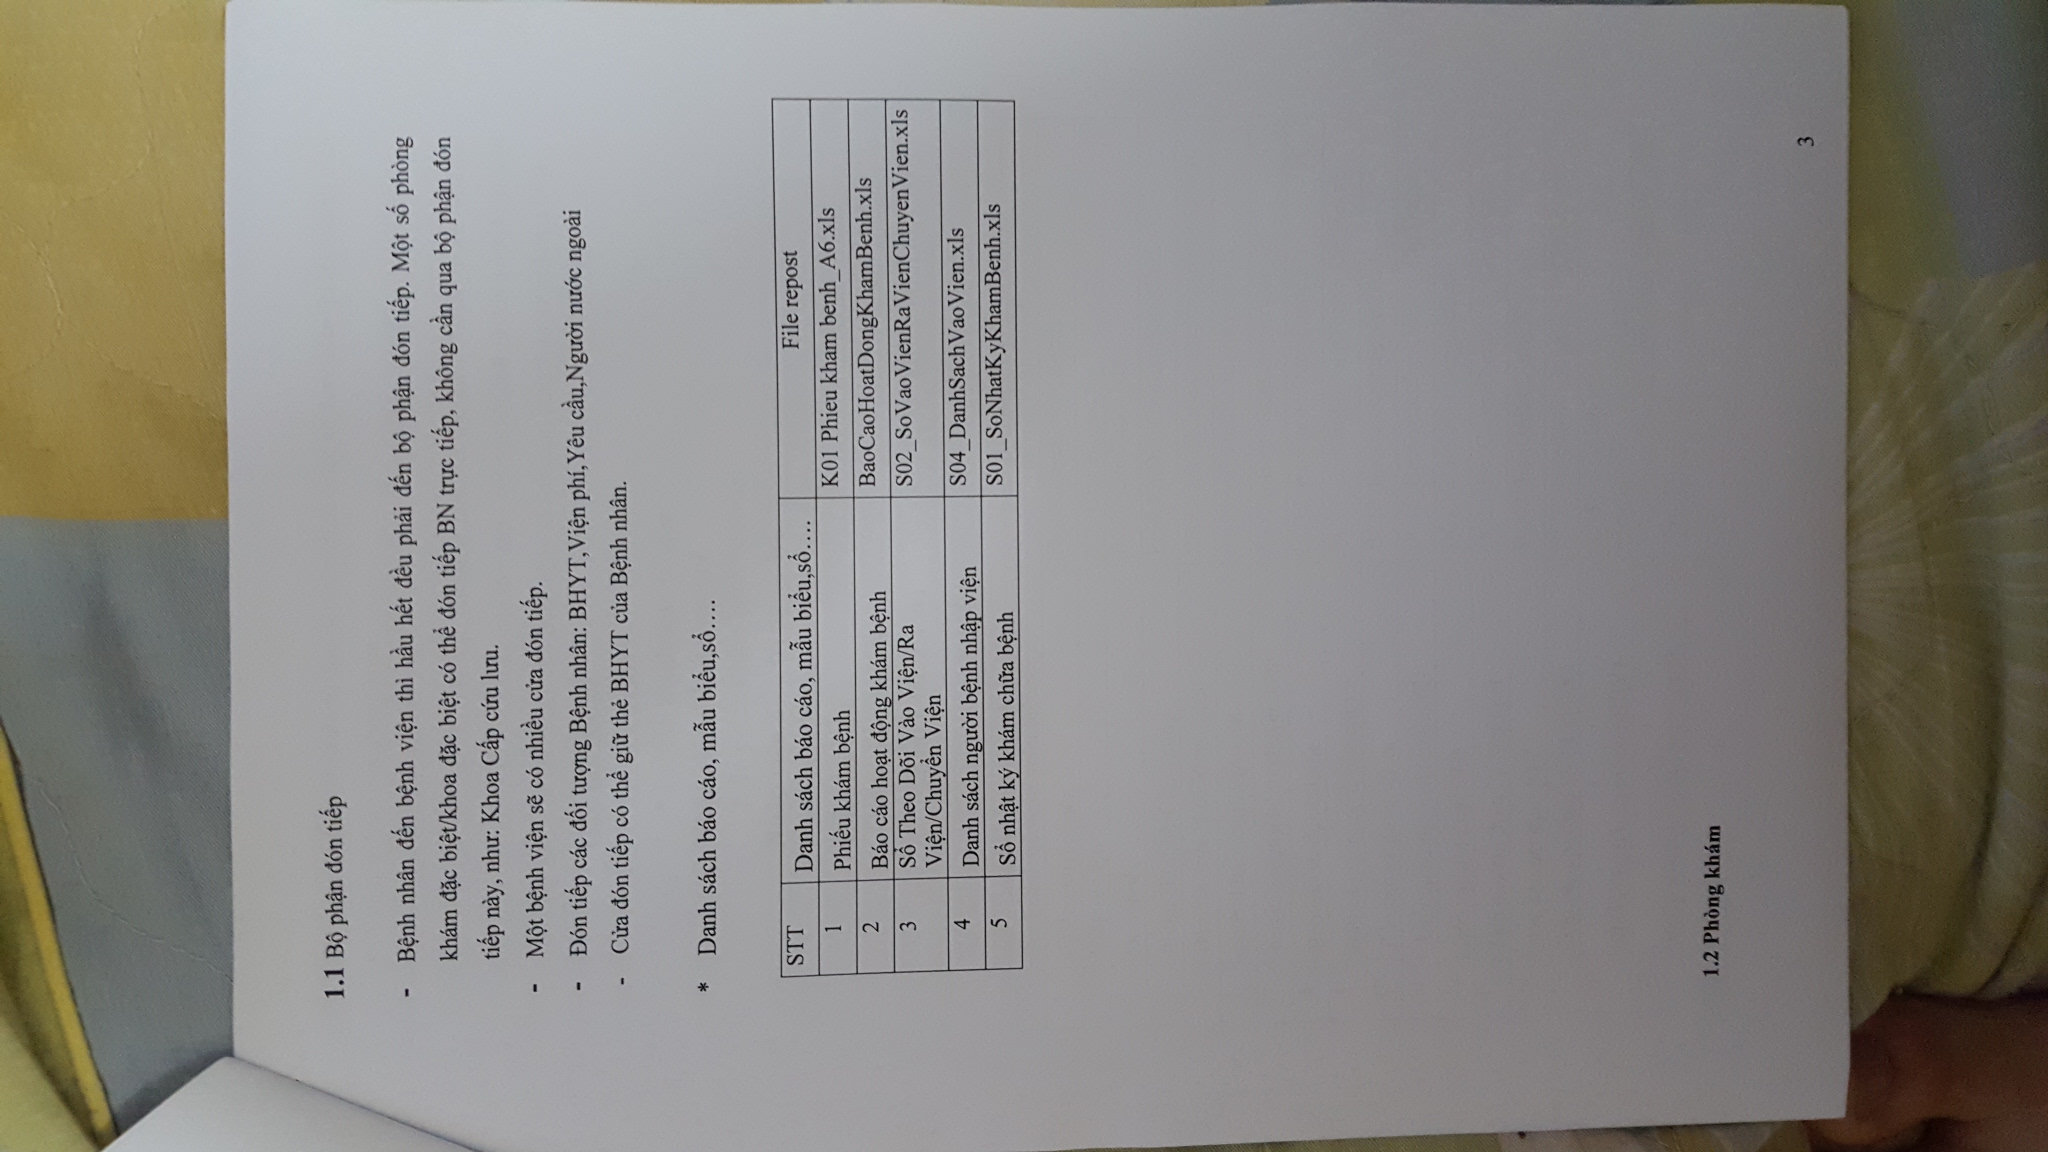 1.1 Bộ phận đón tiếp
- Bệnh nhân đến bệnh viện thì hầu hết đều phải đến bộ phận đón tiếp. Một số phòng
khám đặc biệt/khoa đặc biệt có thể đón tiếp BN trực tiếp, không cần qua bộ phận đón
tiếp này, như: Khoa Cấp cứu lưu.
- Một bệnh viện sẽ có nhiều cửa đón tiếp.
- Đón tiếp các đối tượng Bệnh nhân: BHYT,Viện phí,Yêu cầu,Người nước ngoài
- Cửa đón tiếp có thể giữ thẻ BHYT của Bệnh nhân.
* Danh sách báo cáo, mẫu biểu,sổ….
STT Danh sách báo cáo, mẫu biểu,sổ…. File repost
1 Phiếu khám bệnh K01 Phieu kham benh_A6.xls
2 Báo cáo hoạt động khám bệnh BaoCaoHoatDongKhamBenh.xls
3 Sổ Theo Dõi Vào Viện/Ra S02_SoVaoVienRaVienChuyenVien.xls
Viện/Chuyển Viện
4 Danh sách người bệnh nhập viện S04_DanhSachVaoVien.xls
5 Sổ nhật ký khám chữa bệnh S01_SoNhatKyKhamBenh.xls
1.2 Phòng khám
3